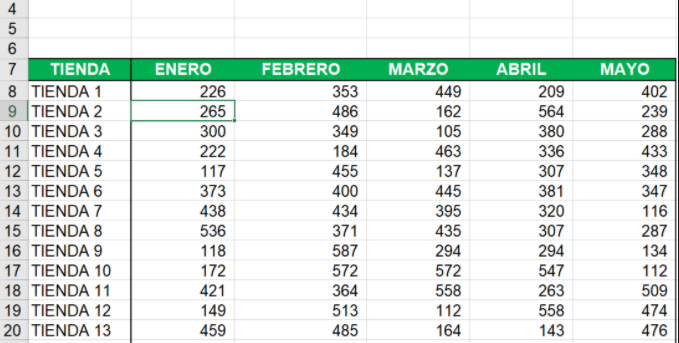 4
5
6
7 TIENDA ENERO FEBRERO MARZO ABRIL MAYO
8 TIENDA 1 226 353 449 209 402
9 TIENDA 2 265 486 162 564 239
10 TIENDA 3 300 349 105 380 288
11 TIENDA 4 222 184 463 336 433
12 TIENDA 5 117 455 137 307 348
13 TIENDA 6 373 400 445 381 347
14 TIENDA 7 438 434 395 320 116
15 TIENDA 8 536 371 435 307 287
16 TIENDA 9 118 587 294 294 134
17 TIENDA 10 172 572 572 547 112
18 TIENDA 11 421 364 558 263 509
19 TIENDA 12 149 513 112 558 474
20 TIENDA 13 459 485 164 143 476